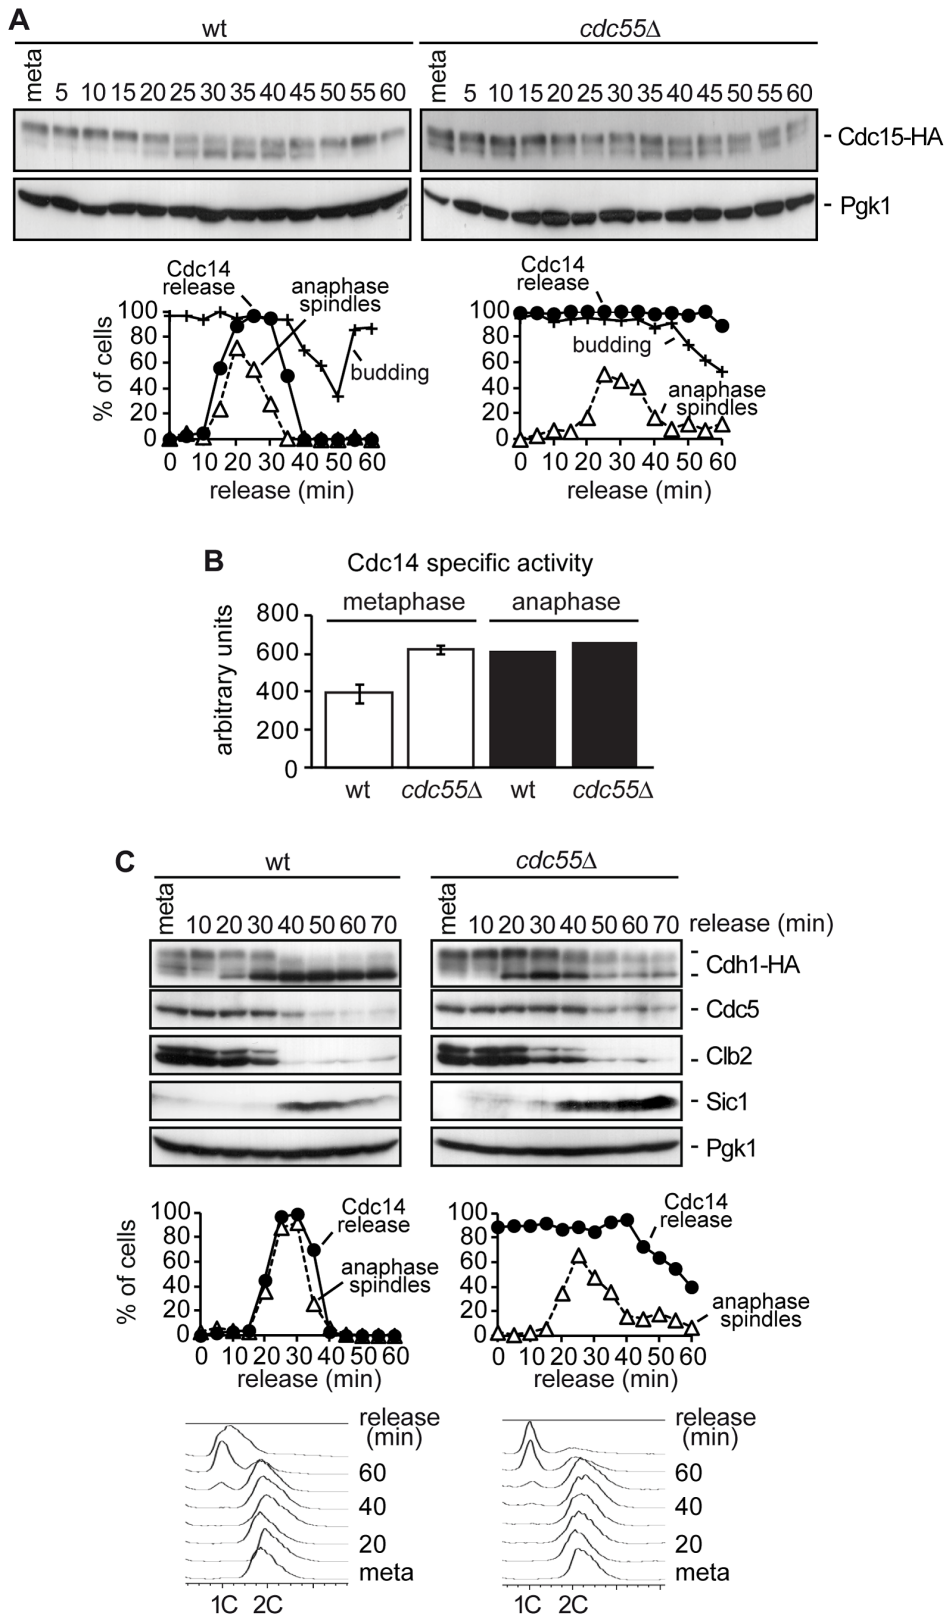 A
wt
cdc55Δ
meta 5 10 15 20 25 30 35 40 45 50 55 60
meta 5 10 15 20 25 30 35 40 45 50 55 60
- Cdc15-HA
- Pgk1
Cdc14
release
anaphase
spindles
budding
% of cells
100
80
60
40
20
0
0 10 20 30 40 50 60
release (min)
Cdc14
release
budding
anaphase
spindles
100
80
60
40
20
0
0 10 20 30 40 50 60
release (min)
B
Cdc14 specific activity
metaphase
anaphase
arbitrary units
800
600
400
200
0
wt
cdc55Δ
wt
cdc55Δ
C
wt
cdc55Δ
meta 10 20 30 40 50 60 70
meta 10 20 30 40 50 60 70
release (min)
- Cdh1-HA
-
- Cdc5
- Clb2
- Sic1
- Pgk1
% of cells
100
80
60
40
20
0
Cdc14
release
anaphase
spindles
0 10 20 30 40 50 60
release (min)
100
80
60
40
20
0
Cdc14
release
anaphase
spindles
0 10 20 30 40 50 60
release (min)
release
(min)
60
40
20
meta
1C 2C
release
(min)
60
40
20
meta
1C 2C